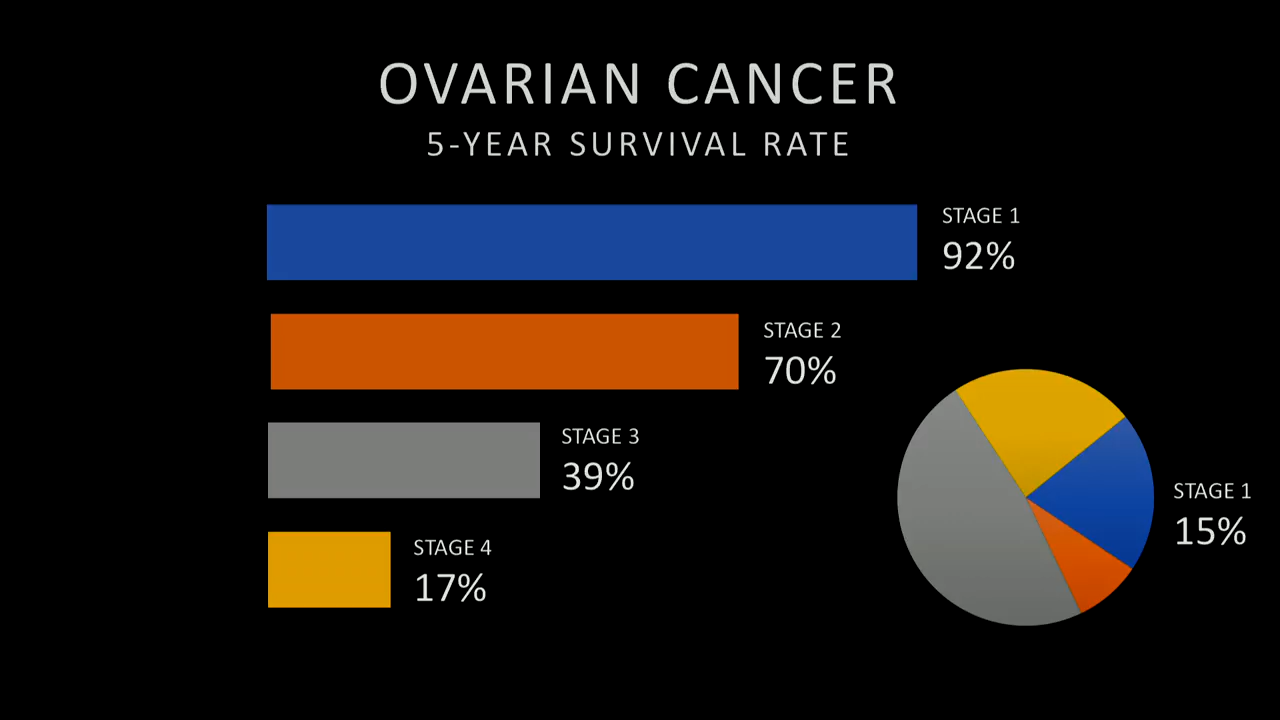 OVARIAN CANCER
5-YEAR SURVIVAL RATE
STAGE 1
92%
STAGE 2
70%
STAGE 3
39%
STAGE 4
17%
STAGE 1
15%